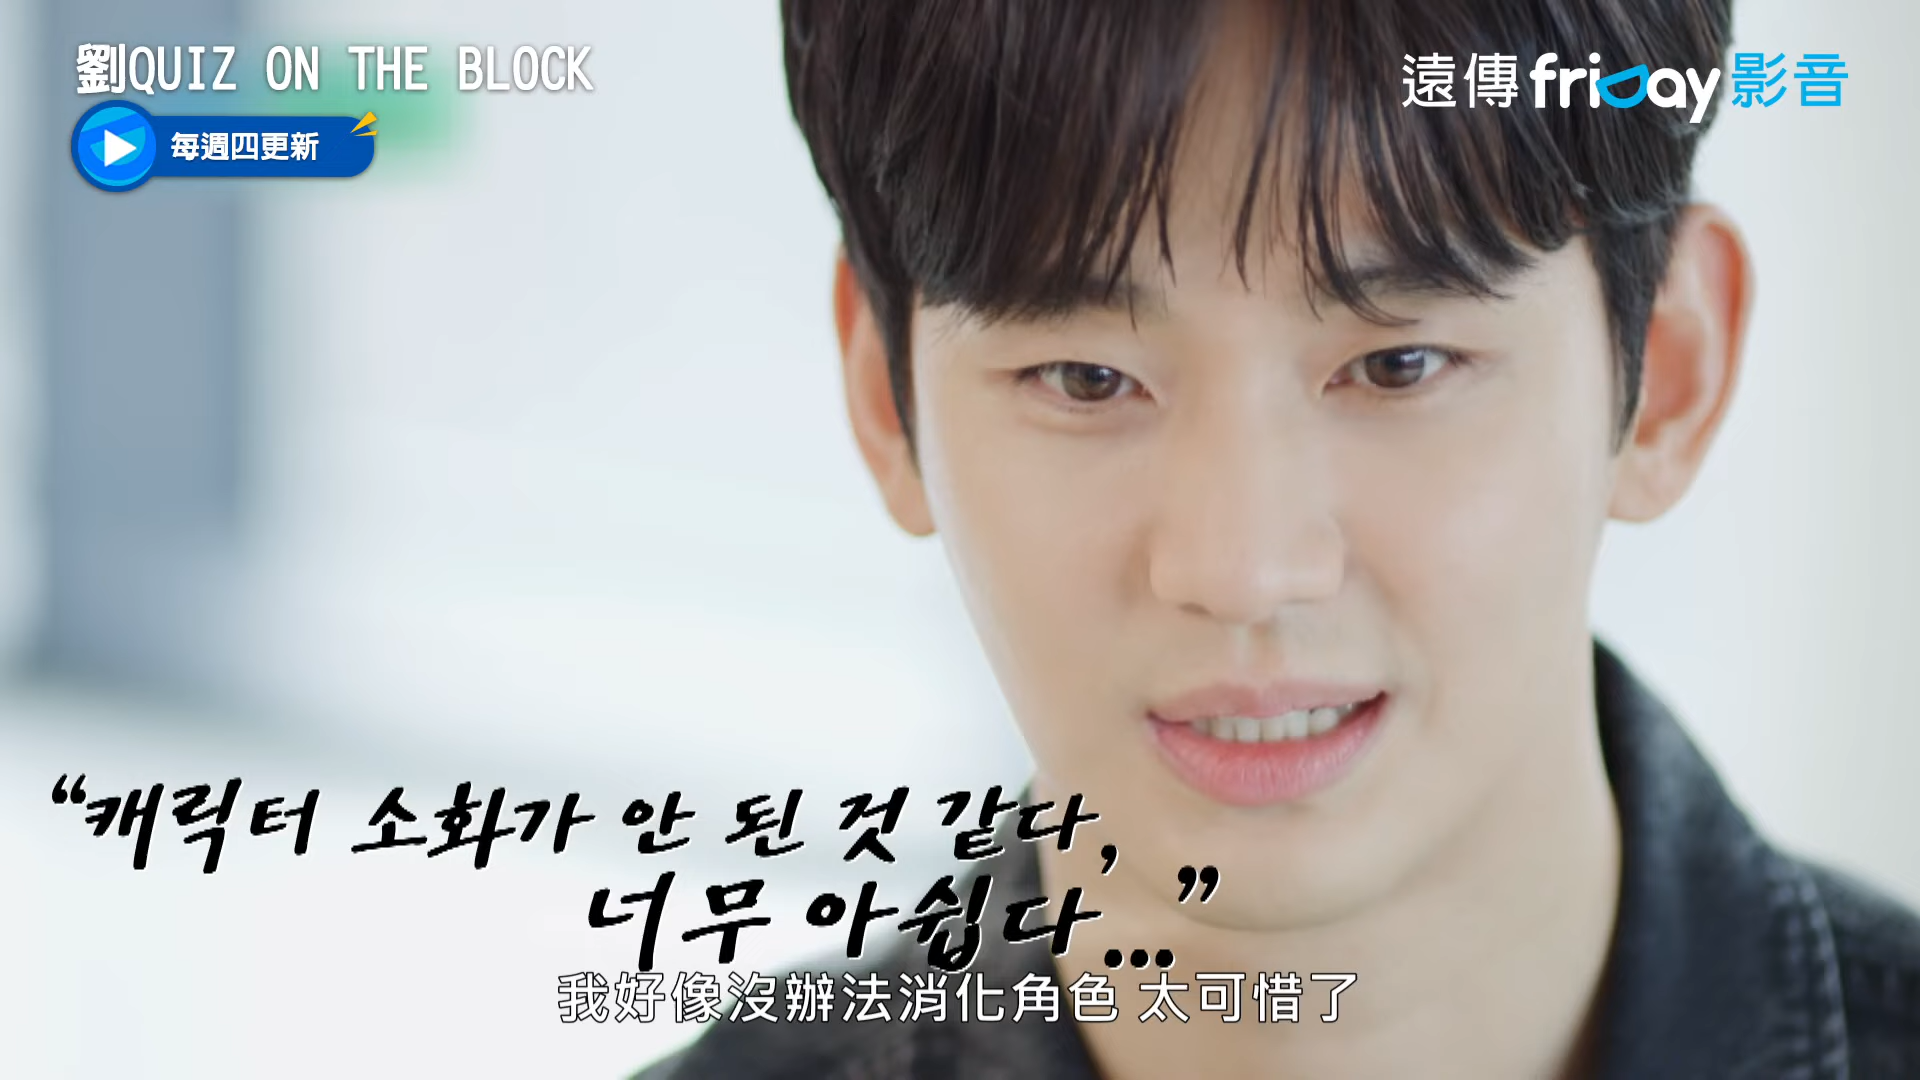 劉QUIZ ON THE BLOCK
遠傳friDay影音
每週四更新
“캐릭터 소화가 안 된 것 같다,
너무 아쉽다...”
我好像沒辦法消化角色 太可惜了